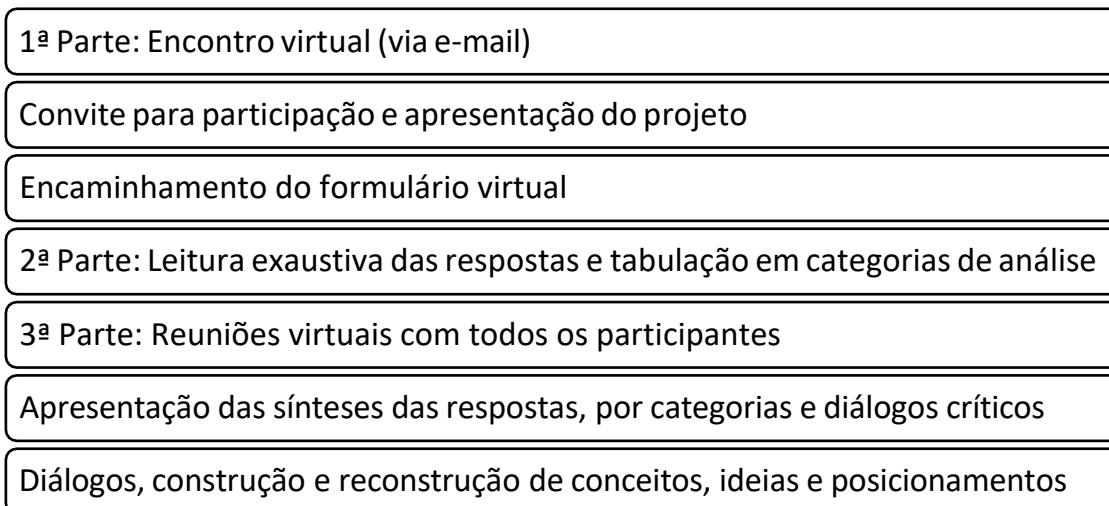 1ª Parte: Encontro virtual (via e-mail)
Convite para participação e apresentação do projeto
Encaminhamento do formulário virtual
2ª Parte: Leitura exaustiva das respostas e tabulação em categorias de análise
3ª Parte: Reuniões virtuais com todos os participantes
Apresentação das sínteses das respostas, por categorias e diálogos críticos
Diálogos, construção e reconstrução de conceitos, ideias e posicionamentos